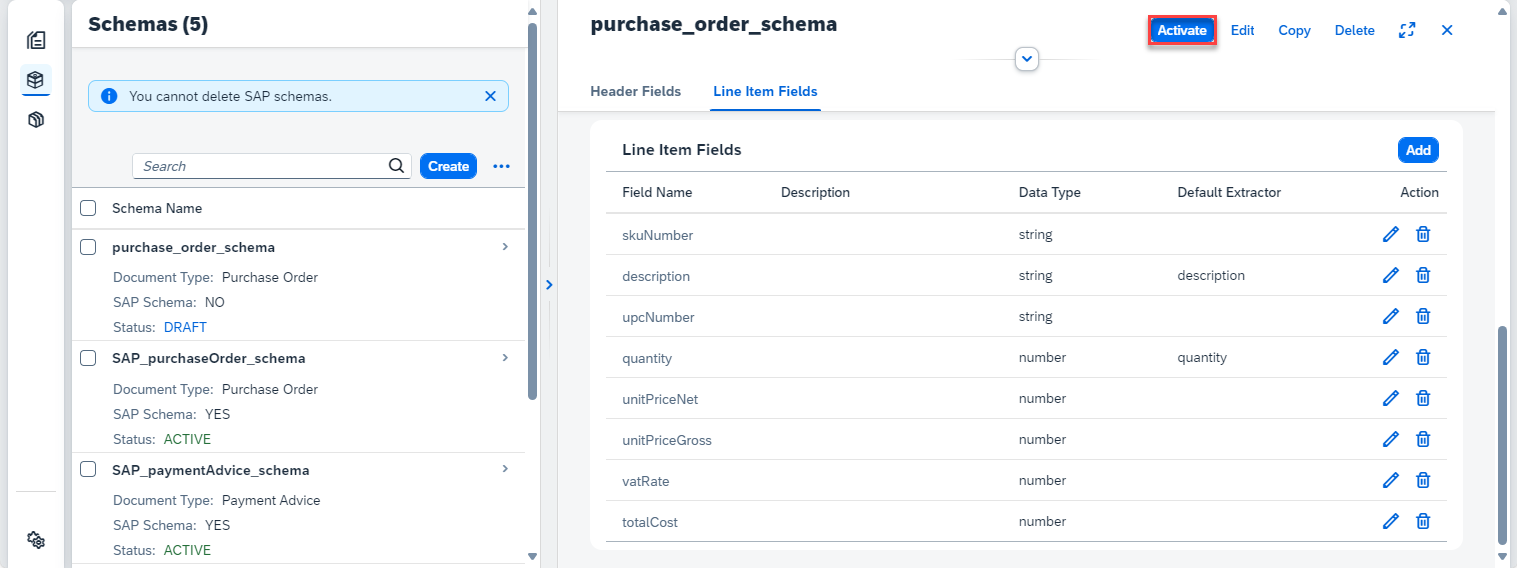 Schemas (5)
You cannot delete SAP schemas.
Search
Create
Schema Name
purchase_order_schema
Document Type: Purchase Order
SAP Schema: NO
Status: DRAFT
SAP_purchaseOrder_schema
Document Type: Purchase Order
SAP Schema: YES
Status: ACTIVE
SAP_paymentAdvice_schema
Document Type: Payment Advice
SAP Schema: YES
Status: ACTIVE
purchase_order_schema
Activate Edit Copy Delete
Header Fields Line Item Fields
Line Item Fields Add
Field Name Description Data Type Default Extractor Action
skuNumber string
description string description
upcNumber string
quantity number quantity
unitPriceNet number
unitPriceGross number
vatRate number
totalCost number